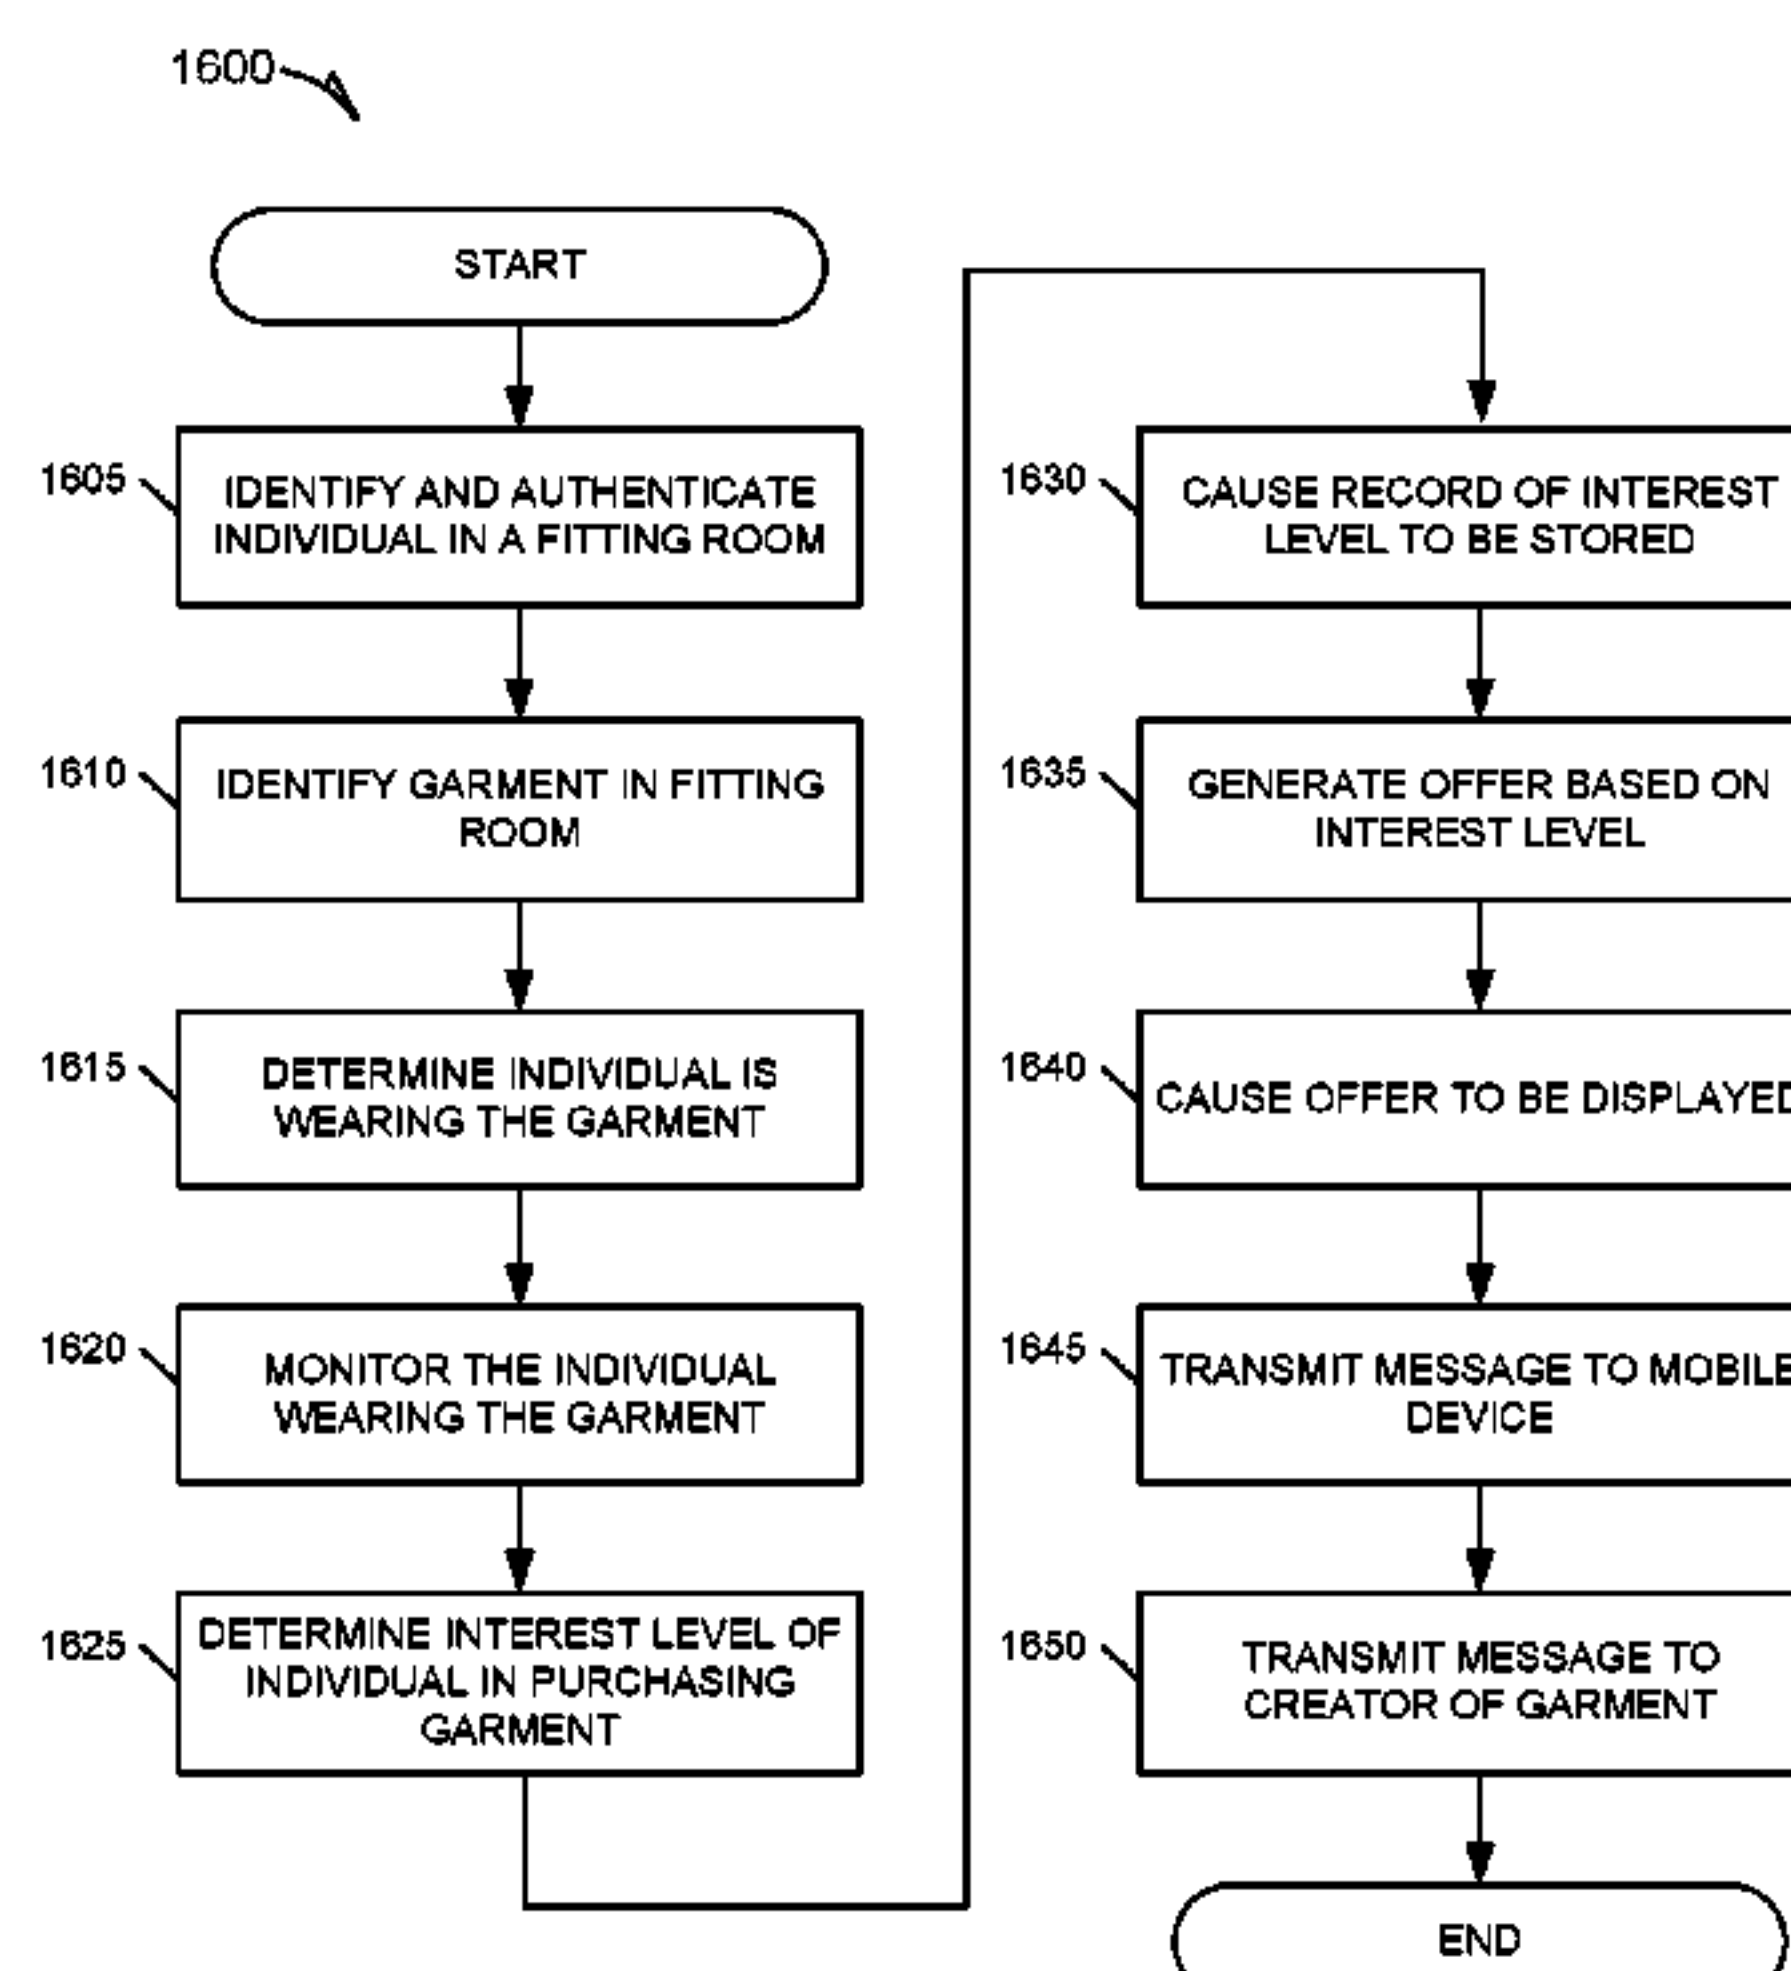 1600
START
1605
IDENTIFY AND AUTHENTICATE
INDIVIDUAL IN A FITTING ROOM
1610
IDENTIFY GARMENT IN FITTING
ROOM
1615
DETERMINE INDIVIDUAL IS
WEARING THE GARMENT
1620
MONITOR THE INDIVIDUAL
WEARING THE GARMENT
1625
DETERMINE INTEREST LEVEL OF
INDIVIDUAL IN PURCHASING
GARMENT
1630
CAUSE RECORD OF INTEREST
LEVEL TO BE STORED
1635
GENERATE OFFER BASED ON
INTEREST LEVEL
1640
CAUSE OFFER TO BE DISPLAYED
1645
TRANSMIT MESSAGE TO MOBILE
DEVICE
1650
TRANSMIT MESSAGE TO
CREATOR OF GARMENT
END